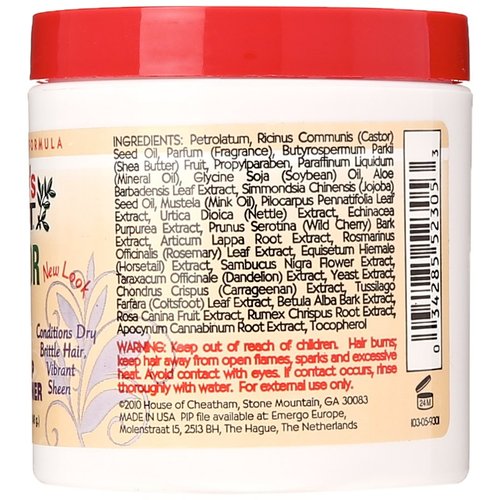 FORMULA
S
T
R
New Look
Conditions Dry
Brittle Hair,
Vibrant
Sheen
INGREDIENTS: Petrolatum, Ricinus Communis (Castor)
Seed Oil, Parfum (Fragrance), Butyrospermum Parkii
(Shea Butter) Fruit, Propylparaben, Paraffinum Liquidum
(Mineral Oil), Glycine Soja (Soybean) Oil, Aloe
Barbadensis Leaf Extract, Simmondsia Chinensis (Jojoba)
Seed Oil, Mustela (Mink Oil), Pilocarpus Pennatifolia Leaf
Extract, Urtica Dioica (Nettle) Extract, Echinacea
Purpurea Extract, Prunus Serotina (Wild Cherry) Bark
Extract, Articum Lappa Root Extract, Rosmarinus
Officinalis (Rosemary) Leaf Extract, Equisetum Hiemale
(Horsetail) Extract, Sambucus Nigra Flower Extract,
Taraxacum Officinale (Dandelion) Extract, Yeast Extract,
Chondrus Crispus (Carrageenan) Extract, Tussilago
Farfara (Coltsfoot) Leaf Extract, Betula Alba Bark Extract,
Rosa Canina Fruit Extract, Rumex Chrispus Root Extract,
Apocynum Cannabinum Root Extract, Tocopherol
WARNING: Keep out of reach of children. Hair burns;
keep hair away from open flames, sparks and excessive
heat. Avoid contact with eyes. If contact occurs, rinse
thoroughly with water. For external use only.
©2010 House of Cheatham, Stone Mountain, GA 30083
MADE IN USA PIP file available at: Emergo Europe,
Molenstraat 15, 2513 BH, The Hague, The Netherlands
0 34285 52305 3
24M
103-05-9301